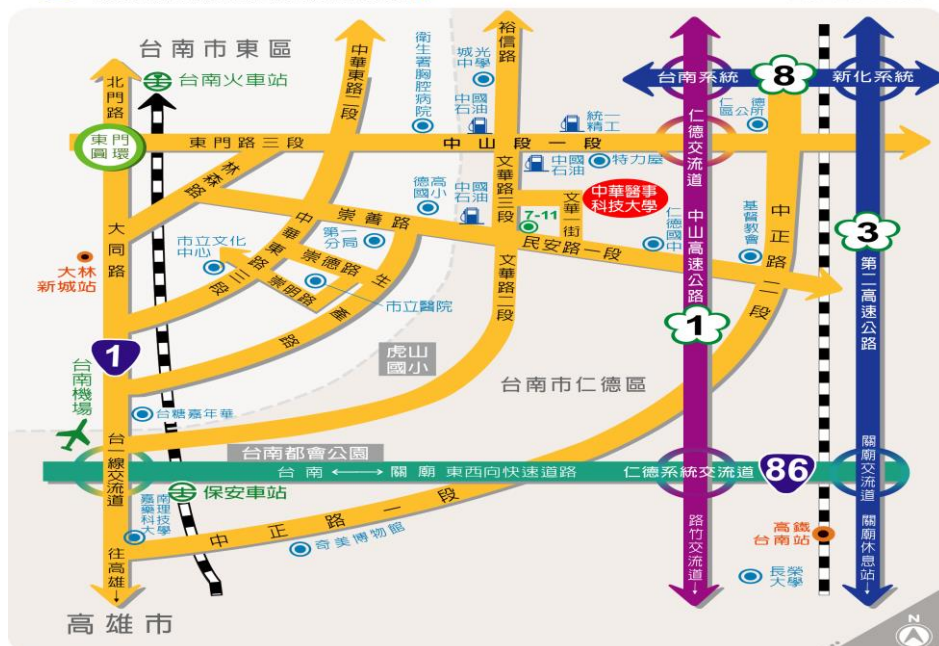 台南市東區
台南火車站
北門路
東門圓環
東門路三段
中華東路二段
衛生署胸腔病院
城光中學
中國石油
裕信路
統一精工
中山段一段
中國石油
特力屋
台南系統
8
新化系統
仁德交流道
仁德區公所
林森路
大同路
大林新城站
市立文化中心
中華東路三段
崇善路
第一分局
崇德路
崇明路
市立醫院
生產路
德高國小
中國石油
文華路三段
7-11
文華一街
中華醫事科技大學
民安路一段
仁德國中
基督教會
中正路二段
中山高速公路
1
3
第二高速公路
文華路二段
虎山國小
台南市仁德區
1
台南機場
台糖嘉年華
台南都會公園
台南 ←→ 關廟 東西向快速道路
仁德系統交流道
86
關廟交流道
台一線交流道
保安車站
嘉南藥理科技大學
中正路一段
奇美博物館
往高雄↓
高雄市
路竹交流道↓
高鐵台南站
長榮大學
關廟休息站↓
N